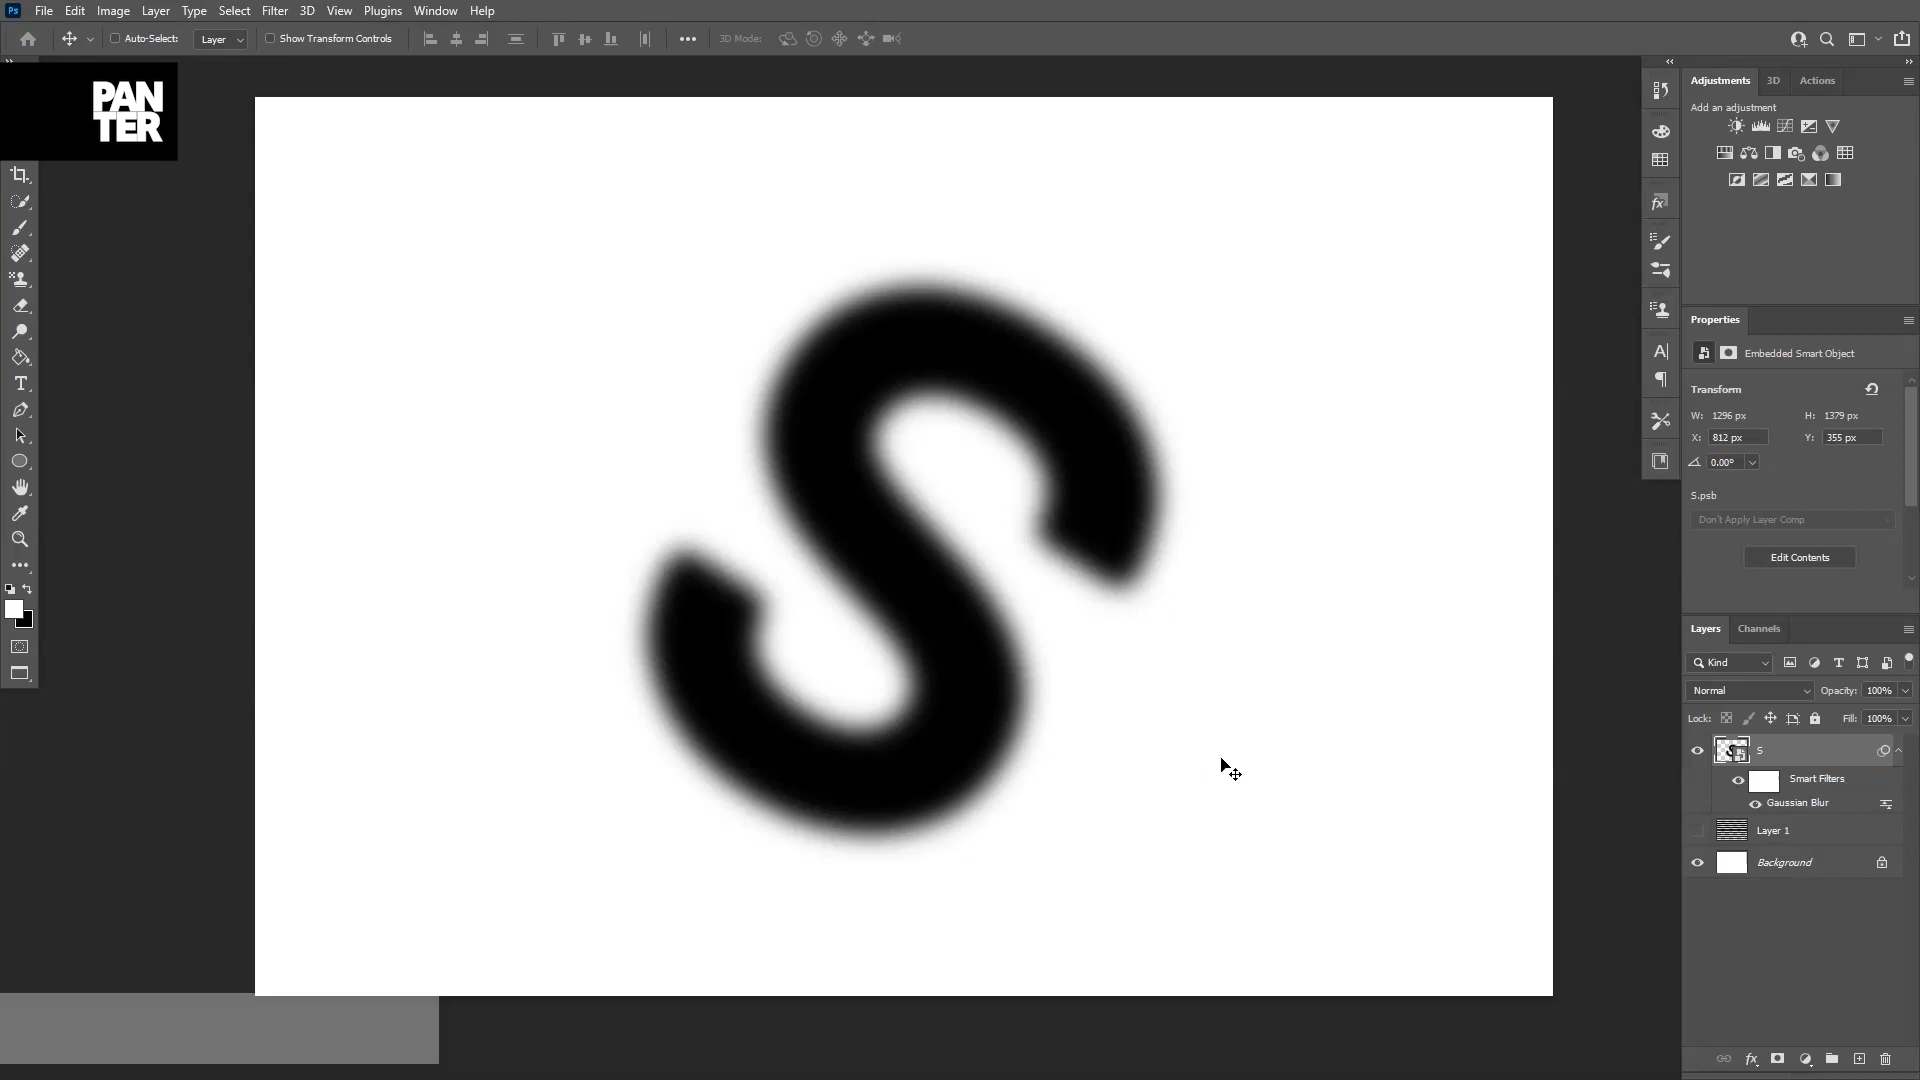 Ps File Edit Image Layer Type Select Filter 3D View Plugins Window Help
Auto-Select: Layer Show Transform Controls 3D Mode:
PAN
TER
S
Adjustments 3D Actions
Add an adjustment
Properties
Embedded Smart Object
Transform
W: 1296 px H: 1379 px
X: 812 px Y: 355 px
0.00°
S.psb
Don't Apply Layer Comp
Edit Contents
Layers Channels
Kind
Normal Opacity: 100%
Lock: Fill: 100%
S
Smart Filters
Gaussian Blur
Layer 1
Background